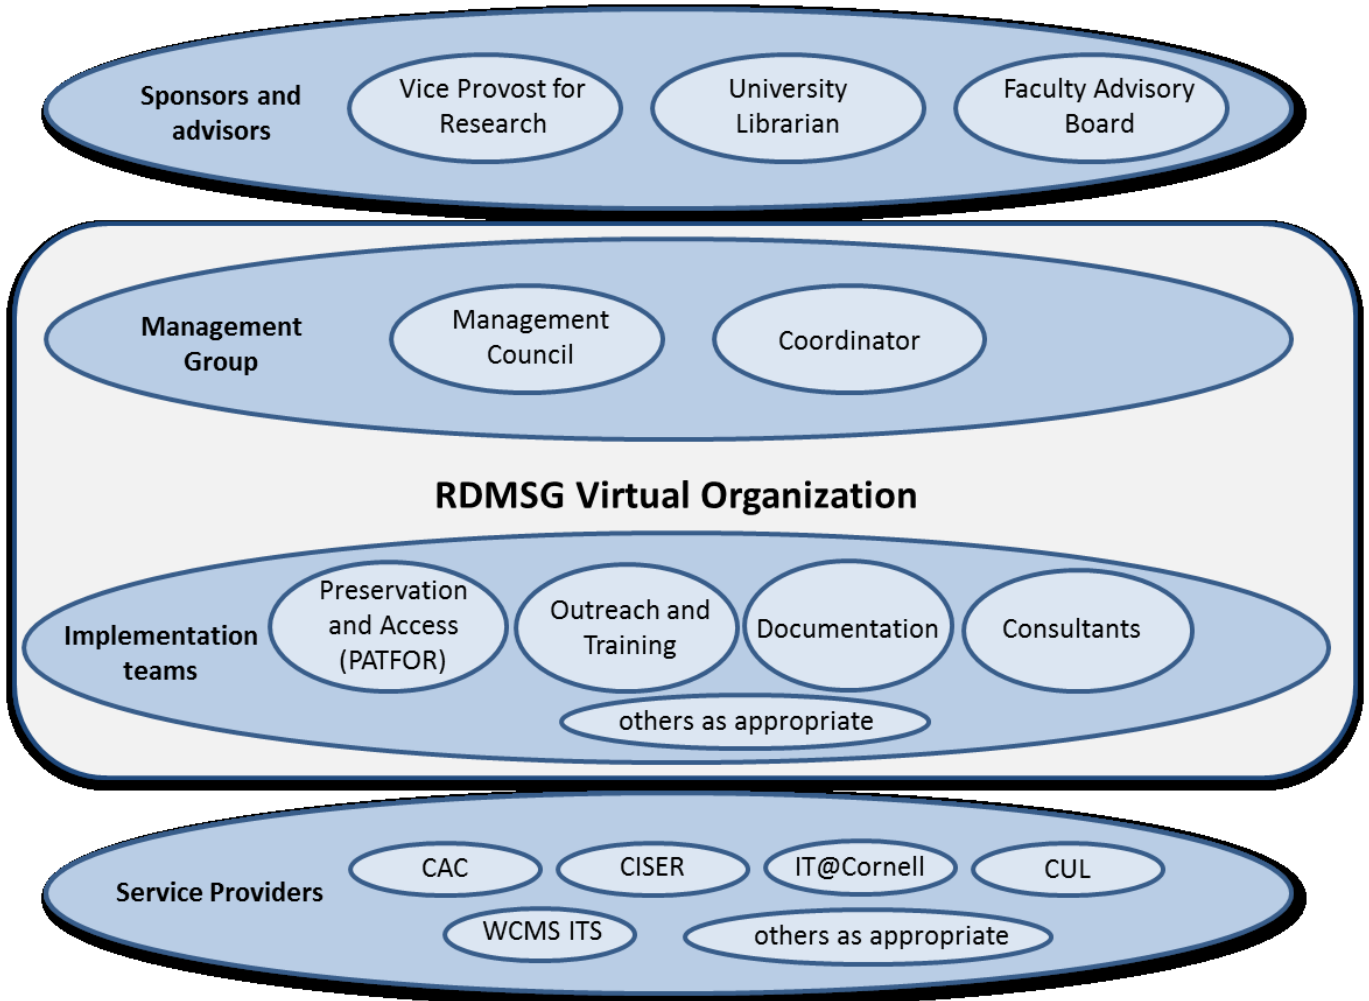 Sponsors and
advisors
Vice Provost for
Research
University
Librarian
Faculty Advisory
Board
Management
Group
Management
Council
Coordinator
RDMSG Virtual Organization
Implementation
teams
Preservation
and Access
(PATFOR)
Outreach and
Training
Documentation
Consultants
others as appropriate
Service Providers
CAC
CISER
IT@Cornell
CUL
WCMS ITS
others as appropriate